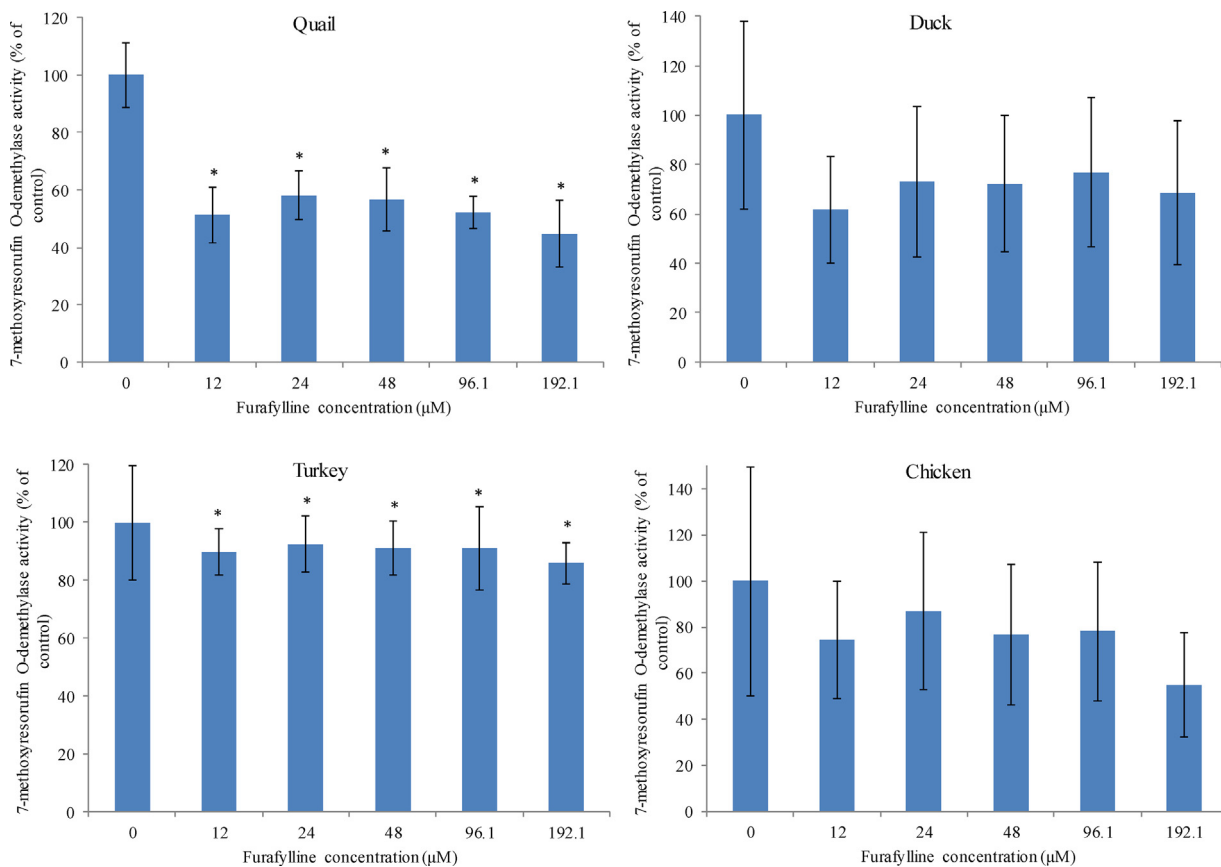 Quail
7-methoxyresorufin O-demethylase activity (% of
control)
120
100
80
60
40
20
0
* * * * *
0 12 24 48 96.1 192.1
Furafylline concentration (µM)
Duck
7-methoxyresorufin O-demethylase activity (% of
control)
140
120
100
80
60
40
20
0
0 12 24 48 96.1 192.1
Furafylline concentration (µM)
Turkey
7-methoxyresorufin O-demethylase activity (% of
control)
120
100
80
60
40
20
0
* * * * *
0 12 24 48 96.1 192.1
Furafylline concentration (µM)
Chicken
7-methoxyresorufin O-demethylase activity (% of
control)
140
120
100
80
60
40
20
0
0 12 24 48 96.1 192.1
Furafylline concentration (µM)